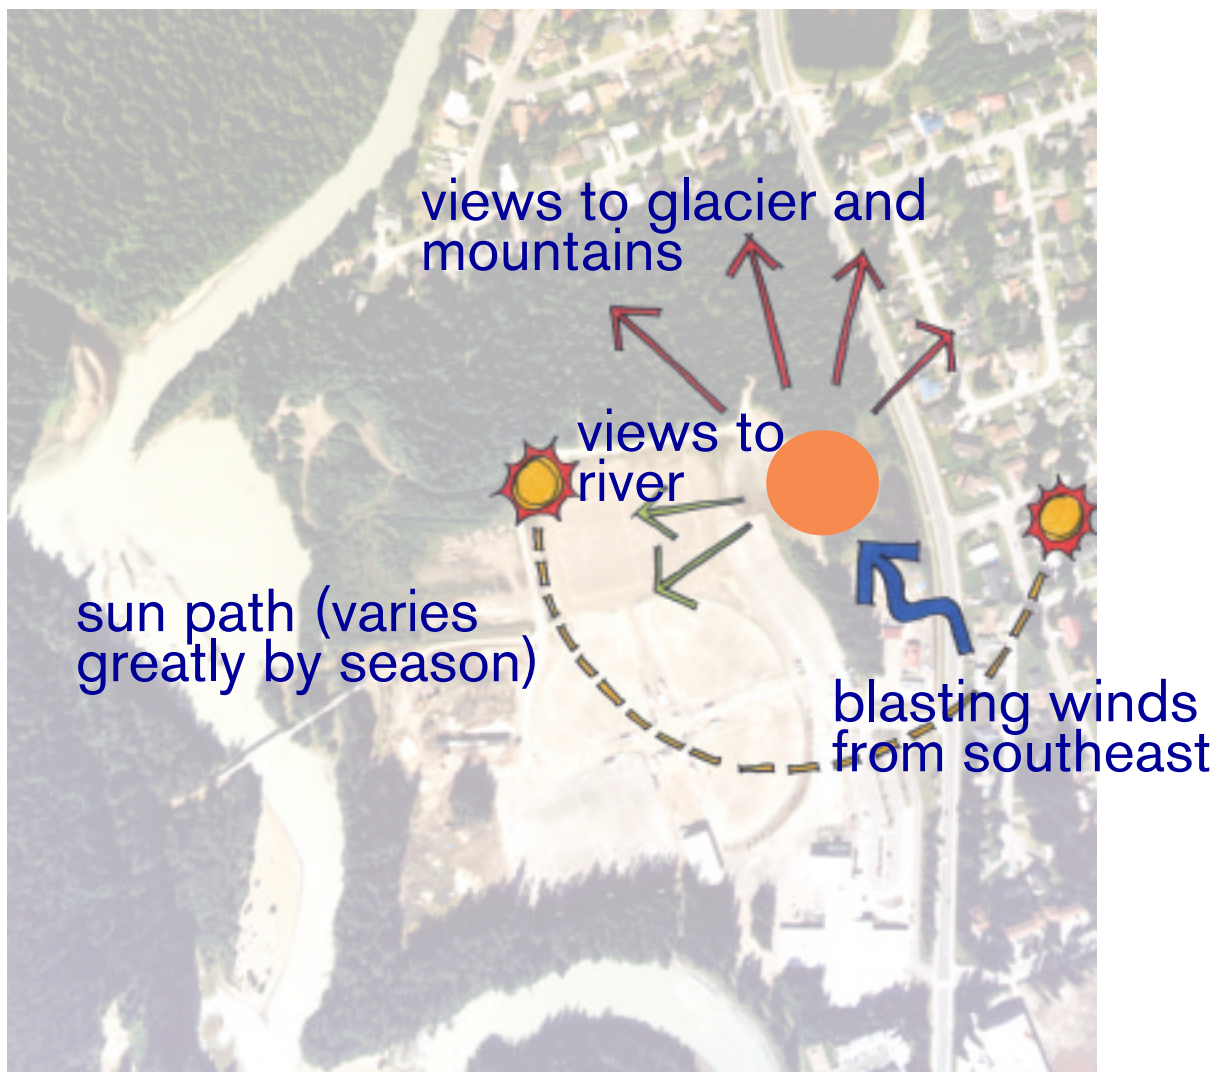 views to glacier and
mountains
views to
river
sun path (varies
greatly by season)
blasting winds
from southeast